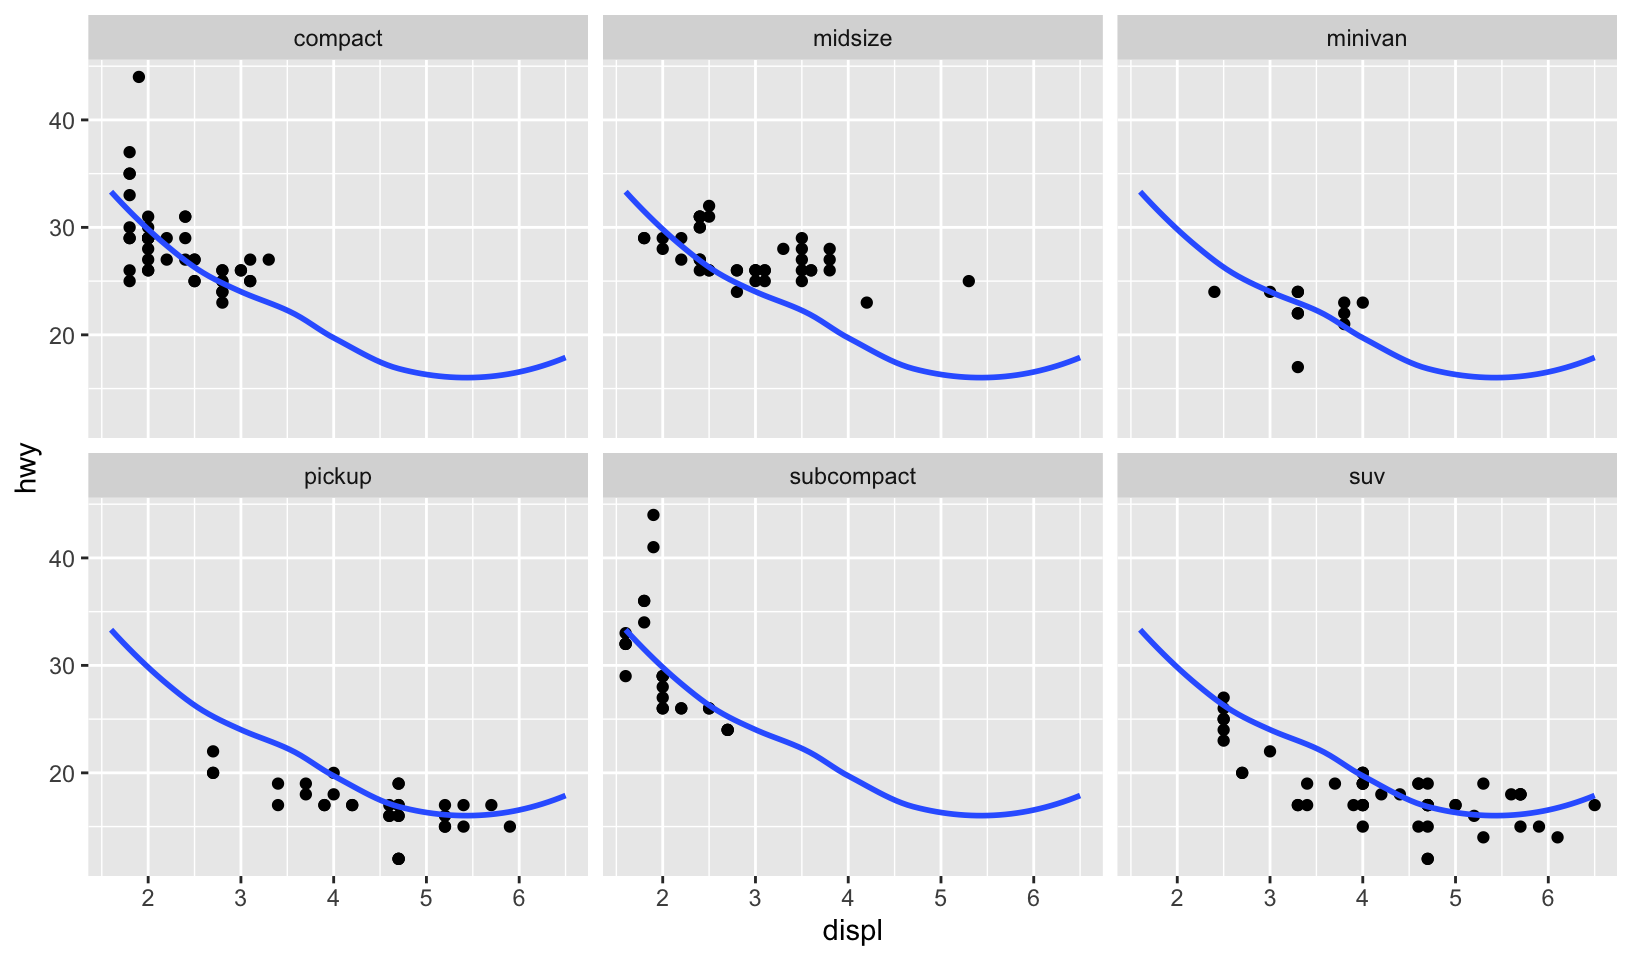 compact
midsize
minivan
40
30
20
hwy
pickup
subcompact
suv
40
30
20
2 3 4 5 6
2 3 4 5 6
2 3 4 5 6
displ